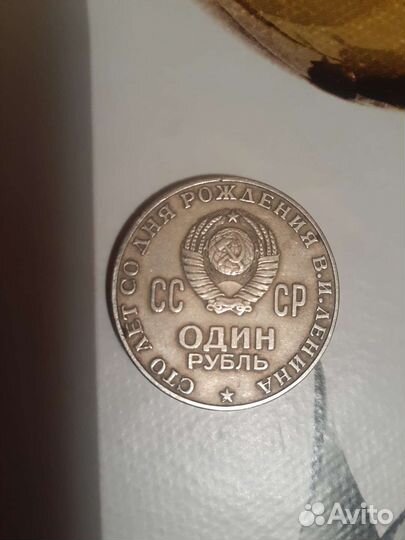 СТО ЛЕТ СО ДНЯ РОЖДЕНИЯ В.И.ЛЕНИНА
СС СР
ОДИН
РУБЛЬ
Avito